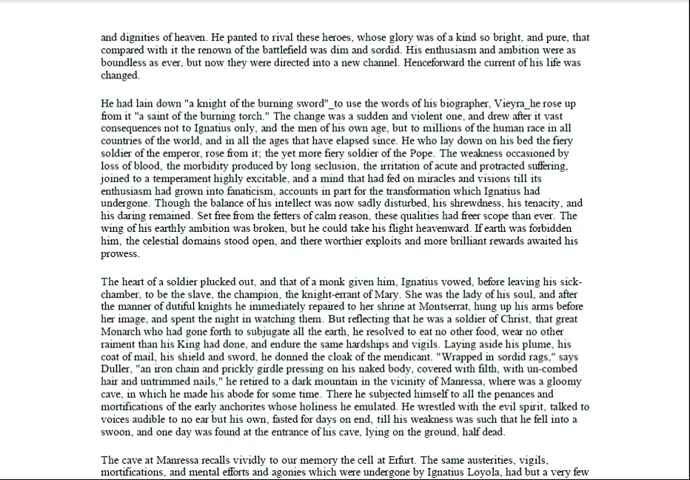 and dignities of heaven. He panted to rival these heroes, whose glory was of a kind so bright, and pure, that
compared with it the renown of the battlefield was dim and sordid. His enthusiasm and ambition were as
boundless as ever, but now they were directed into a new channel. Henceforward the current of his life was
changed.
He had lain down "a knight of the burning sword"_to use the words of his biographer, Vieyra_he rose up
from it "a saint of the burning torch." The change was a sudden and violent one, and drew after it vast
consequences not to Ignatius only, and the men of his own age, but to millions of the human race in all
countries of the world, and in all the ages that have elapsed since. He who lay down on his bed the fiery
soldier of the emperor, rose from it; the yet more fiery soldier of the Pope. The weakness occasioned by
loss of blood, the morbidity produced by long seclusion, the irritation of acute and protracted suffering,
joined to a temperament highly excitable, and a mind that had fed on miracles and visions till its
enthusiasm had grown into fanaticism, accounts in part for the transformation which Ignatius had
undergone. Though the balance of his intellect was now sadly disturbed, his shrewdness, his tenacity, and
his daring remained. Set free from the fetters of calm reason, these qualities had freer scope than ever. The
wing of his earthly ambition was broken, but he could take his flight heavenward. If earth was forbidden
him, the celestial domains stood open, and there worthier exploits and more brilliant rewards awaited his
prowess.
The heart of a soldier plucked out, and that of a monk given him, Ignatius vowed, before leaving his sick-
chamber, to be the slave, the champion, the knight-errant of Mary. She was the lady of his soul, and after
the manner of dutiful knights he immediately repaired to her shrine at Montserrat, hung up his arms before
her image, and spent the night in watching them. But reflecting that he was a soldier of Christ, that great
Monarch who had gone forth to subjugate all the earth, he resolved to eat no other food, wear no other
raiment than his King had done, and endure the same hardships and vigils. Laying aside his plume, his
coat of mail, his shield and sword, he donned the cloak of the mendicant. "Wrapped in sordid rags," says
Duller, "an iron chain and prickly girdle pressing on his naked body, covered with filth, with un-combed
hair and untrimmed nails," he retired to a dark mountain in the vicinity of Manressa, where was a gloomy
cave, in which he made his abode for some time. There he subjected himself to all the penances and
mortifications of the early anchorites whose holiness he emulated. He wrestled with the evil spirit, talked to
voices audible to no ear but his own, fasted for days on end, till his weakness was such that he fell into a
swoon, and one day was found at the entrance of his cave, lying on the ground, half dead.
The cave at Manressa recalls vividly to our memory the cell at Erfurt. The same austerities, vigils,
mortifications, and mental efforts and agonies which were undergone by Ignatius Loyola, had but a very few